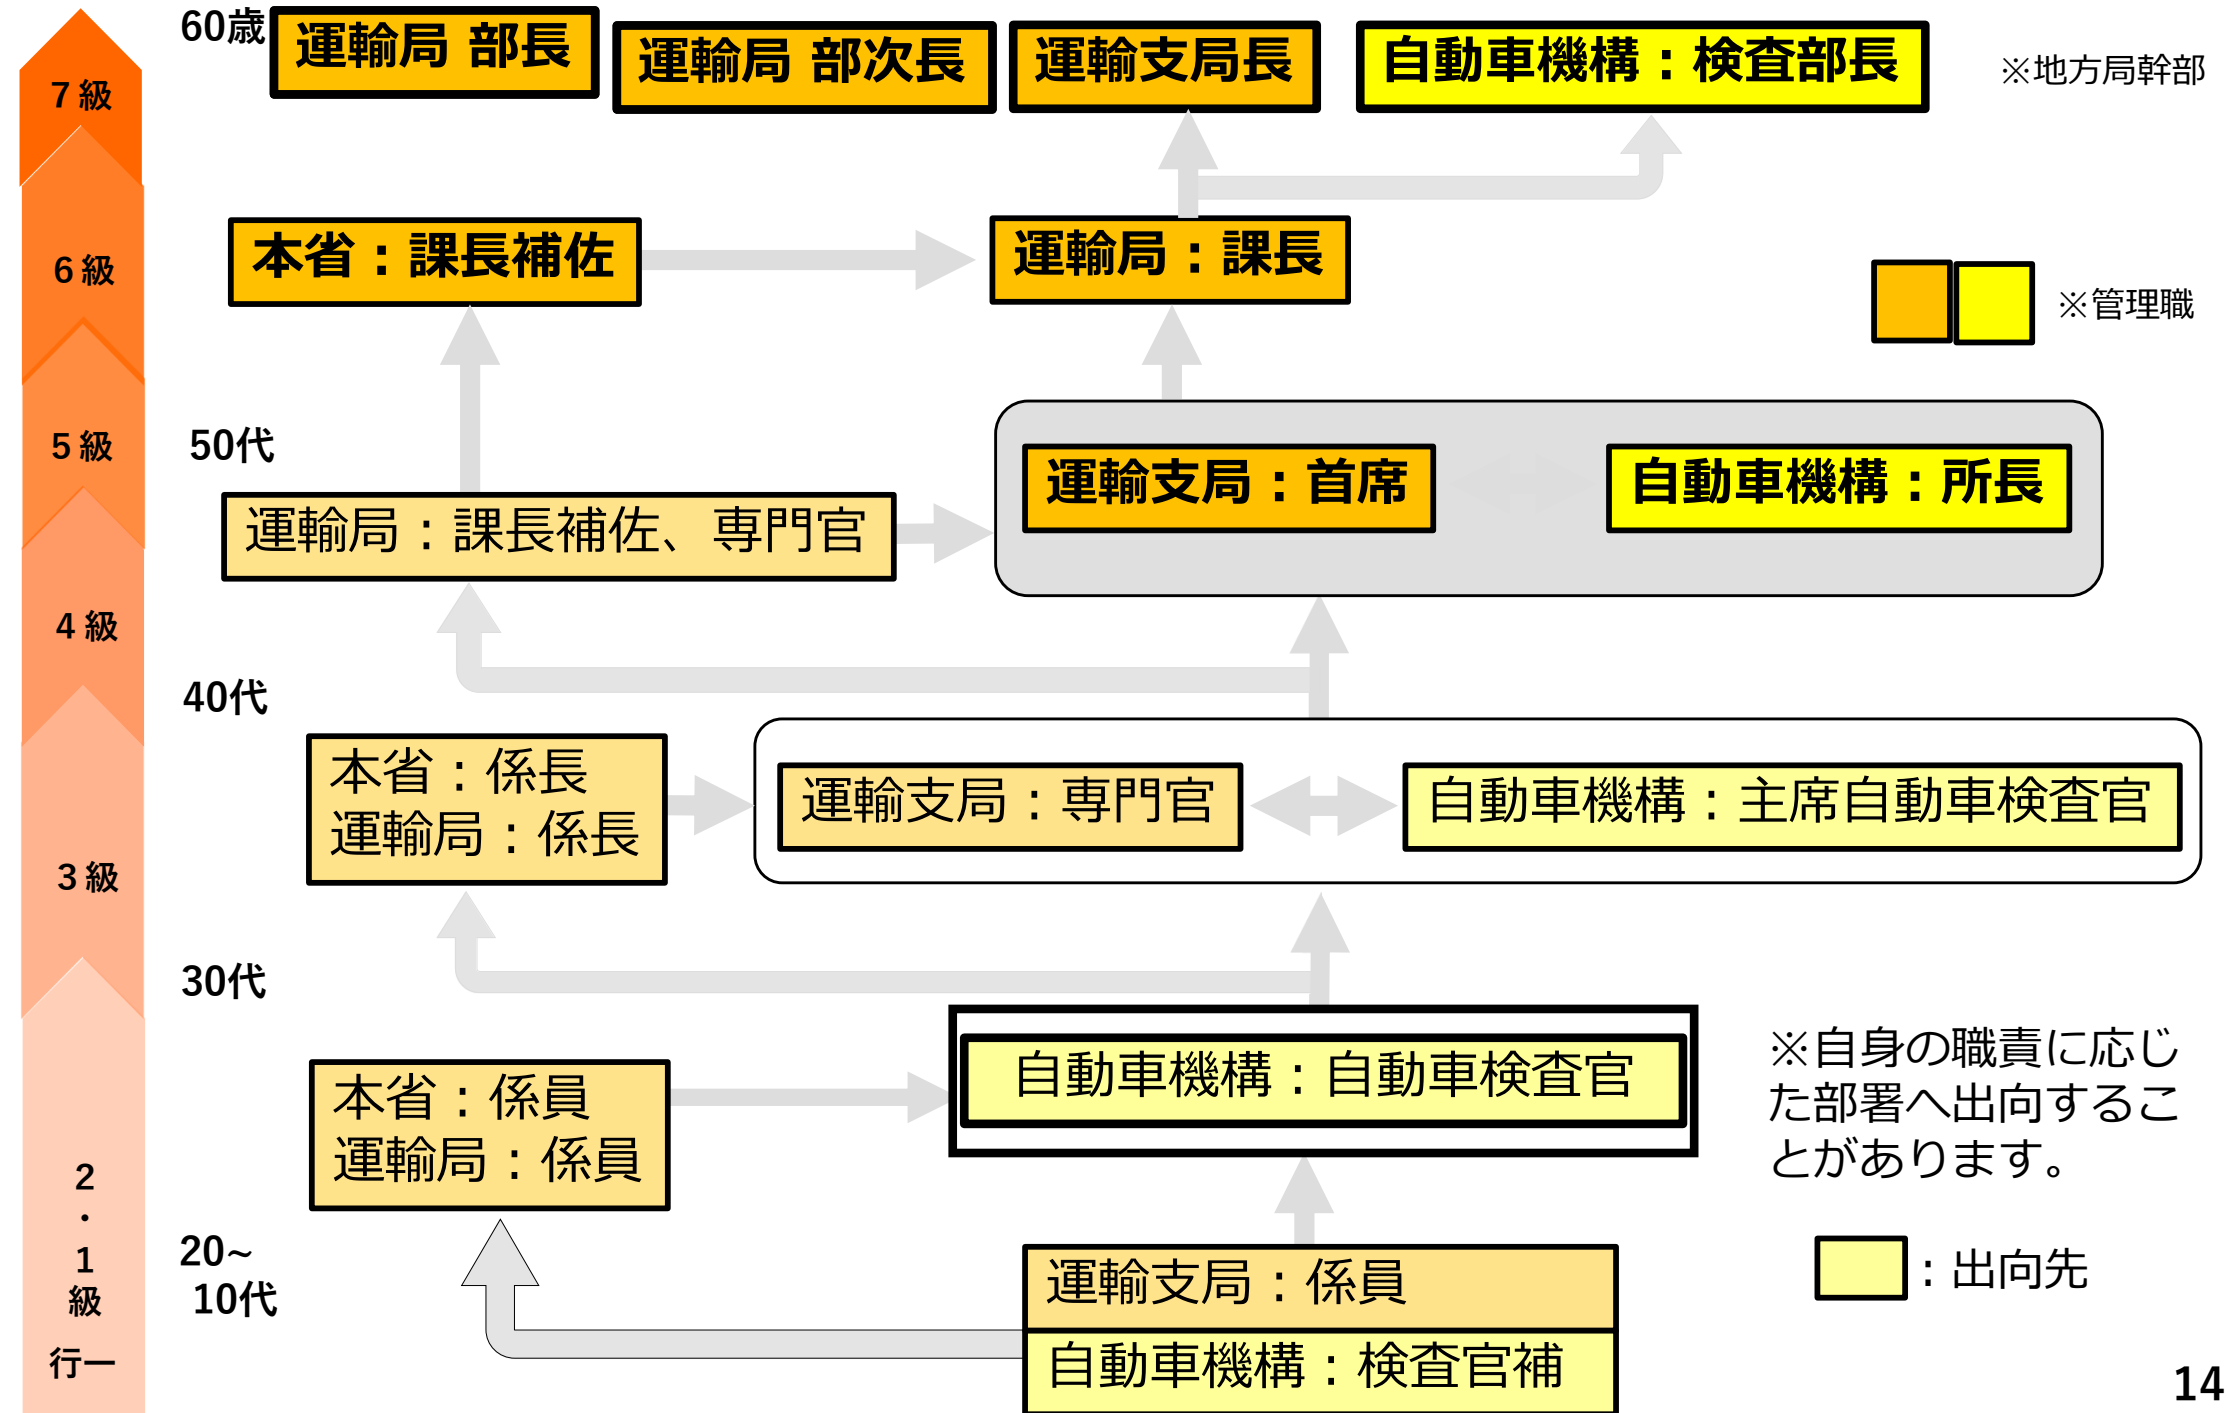 60歳
運輸局 部長
運輸局 部次長
運輸支局長
自動車機構：検査部長
※地方局幹部
７級
本省：課長補佐
運輸局：課長
６級
※管理職
50代
５級
運輸支局：首席
自動車機構：所長
運輸局：課長補佐、専門官
４級
40代
本省：係長
運輸局：係長
運輸支局：専門官
自動車機構：主席自動車検査官
３級
30代
自動車機構：自動車検査官
※自身の職責に応じ
た部署へ出向するこ
とがあります。
本省：係員
運輸局：係員
２
・
１
級
行一
20~
10代
運輸支局：係員
自動車機構：検査官補
：出向先
14